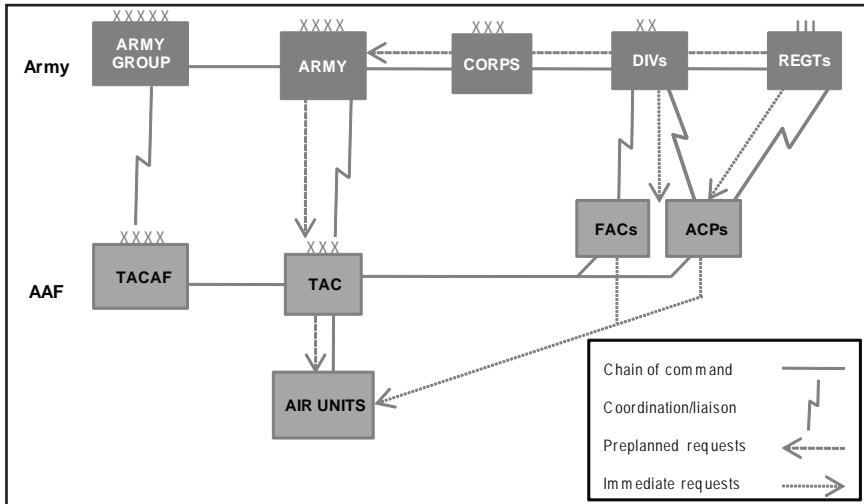 XXXXX
XXXX
XXX
XX
III
Army
ARMY
GROUP
ARMY
CORPS
DIVs
REGTs
FACs
ACPs
XXXX
XXX
AAF
TACAF
TAC
AIR UNITS
Chain of command
Coordination/liaison
Preplanned requests
Immediate requests